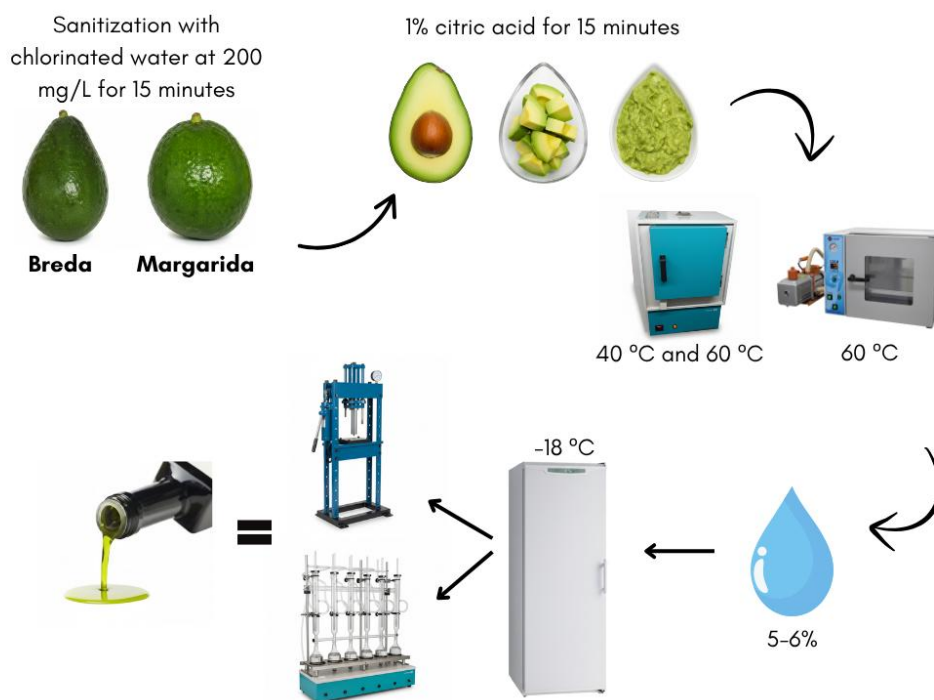 Sanitization with
chlorinated water at 200
mg/L for 15 minutes
1% citric acid for 15 minutes
Breda
Margarida
40 °C and 60 °C
60 °C
-18 °C
5-6%